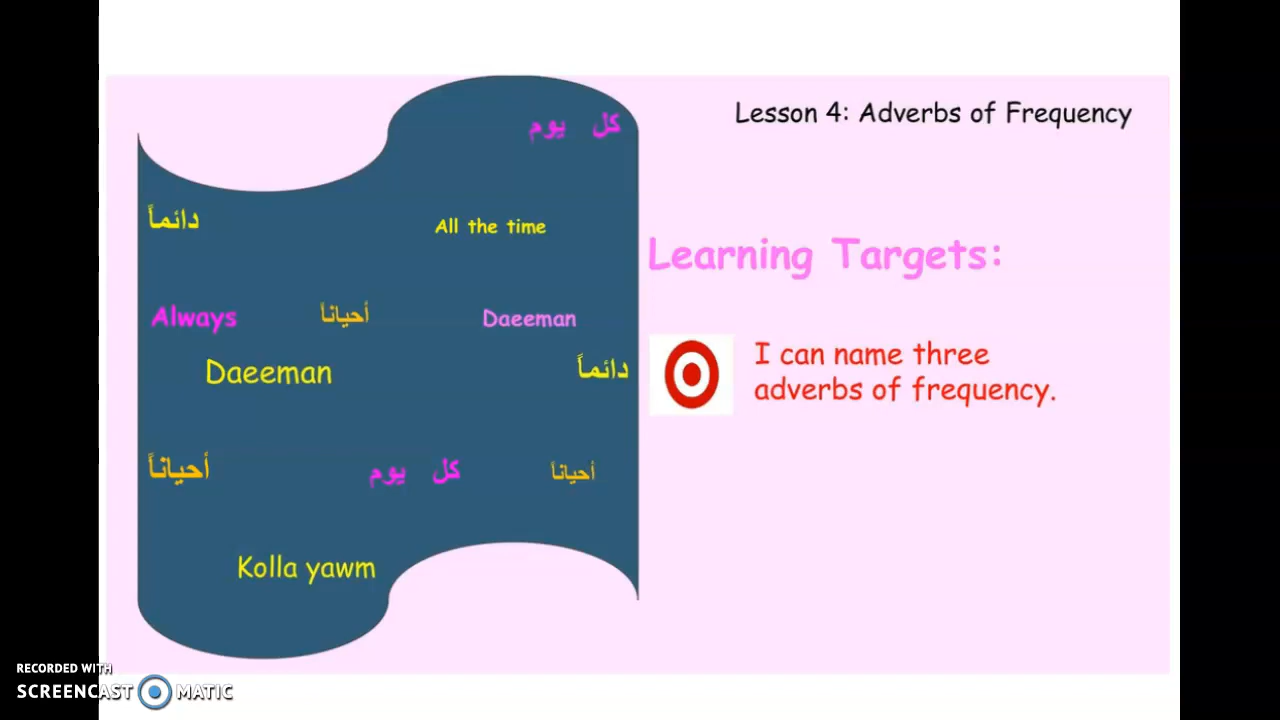 Lesson 4: Adverbs of Frequency
كل يوم
دائماً
All the time
Learning Targets:
Always
أحياناً
Daeeman
Daeeman
دائماً
I can name three
adverbs of frequency.
أحياناً
كل يوم
أحياناً
Kolla yawm
RECORDED WITH
SCREENCAST MATIC